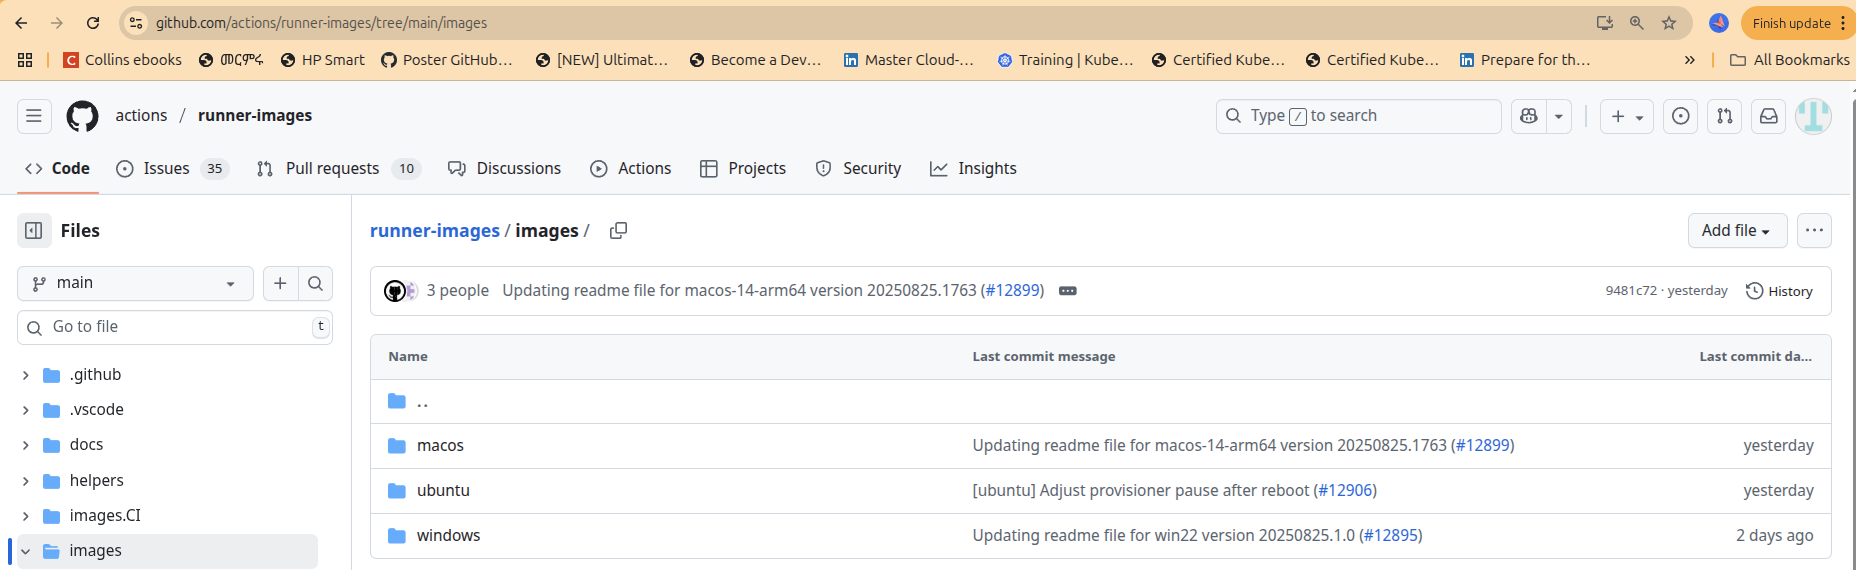 github.com/actions/runner-images/tree/main/images
Finish update
Collins ebooks
መርምሩ
HP Smart
Poster GitHub...
[NEW] Ultimat...
Become a Dev...
Master Cloud-...
Training | Kube...
Certified Kube...
Certified Kube...
Prepare for th...
»
All Bookmarks
actions / runner-images
Type / to search
Code
Issues 35
Pull requests 10
Discussions
Actions
Projects
Security
Insights
Files
runner-images / images /
Add file
main
3 people Updating readme file for macos-14-arm64 version 20250825.1763 (#12899)
9481c72 · yesterday
History
Go to file
t
Name Last commit message Last commit da...
.github
..
.vscode
docs
macos Updating readme file for macos-14-arm64 version 20250825.1763 (#12899) yesterday
helpers
ubuntu [ubuntu] Adjust provisioner pause after reboot (#12906) yesterday
images.CI
windows Updating readme file for win22 version 20250825.1.0 (#12895) 2 days ago
images